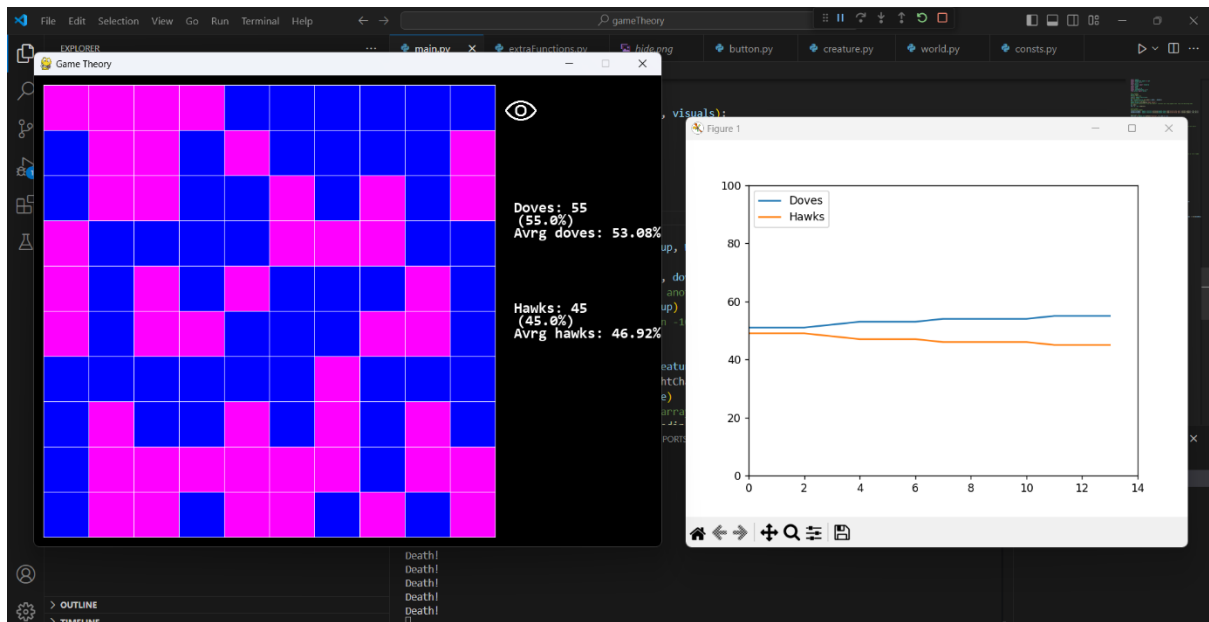 File Edit Selection View Go Run Terminal Help
gameTheory
EXPLORER
main.py
extraFunctions.py
hide.png
button.py
creature.py
world.py
consts.py
Game Theory
, visuals):
Doves: 55
(55.0%)
Avrg doves: 53.08%
Hawks: 45
(45.0%)
Avrg hawks: 46.92%
Figure 1
100
80
60
40
20
0
0 2 4 6 8 10 12 14
Doves
Hawks
Death!
Death!
Death!
Death!
Death!
OUTLINE
TIMELINE